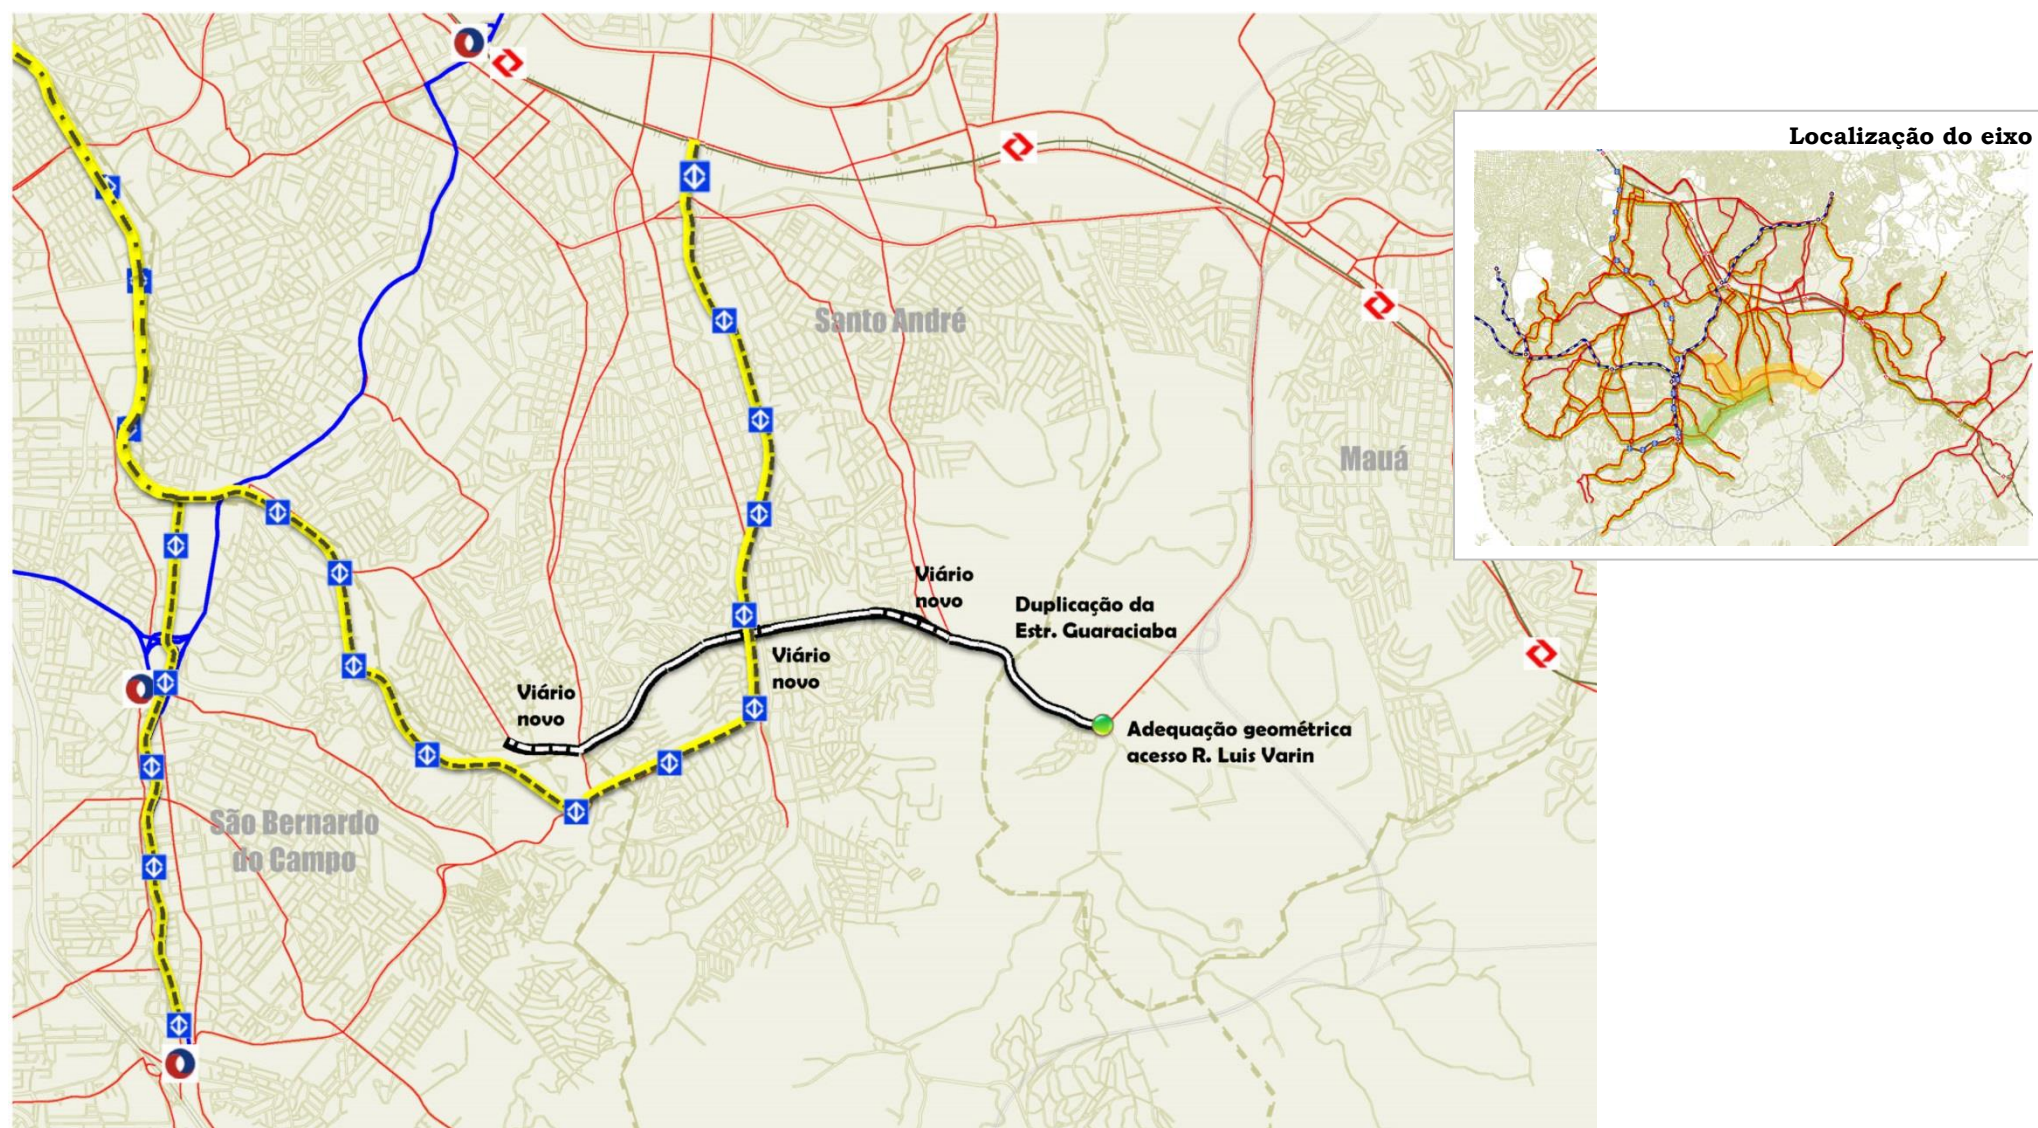 Localização do eixo
Santo André
Mauá
Viário
novo
Duplicação da
Estr. Guaraciaba
Viário
novo
Viário
novo
Adequação geométrica
acesso R. Luis Varin
São Bernardo
do Campo